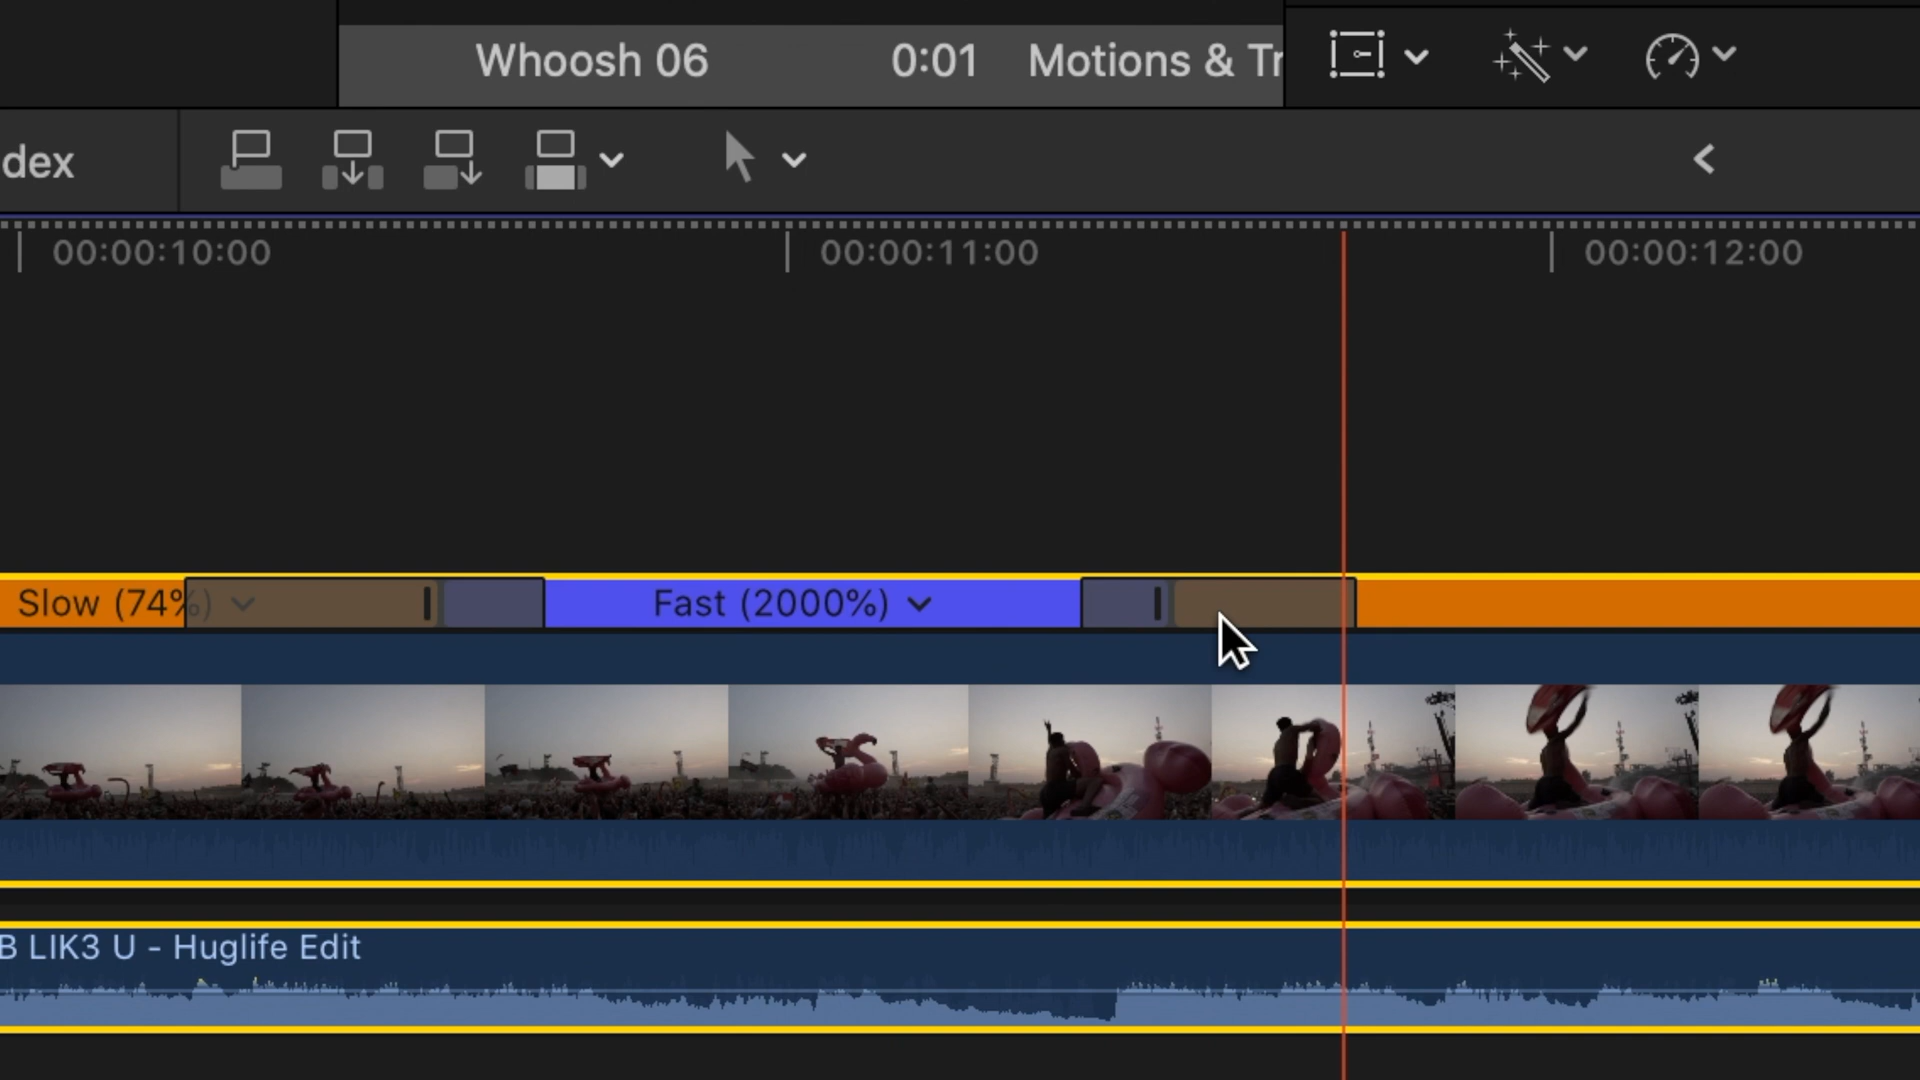 Whoosh 06 0:01 Motions & Tr
dex
00:00:10:00 00:00:11:00 00:00:12:00
Slow (74%) Fast (2000%)
B LIK3 U - Huglife Edit